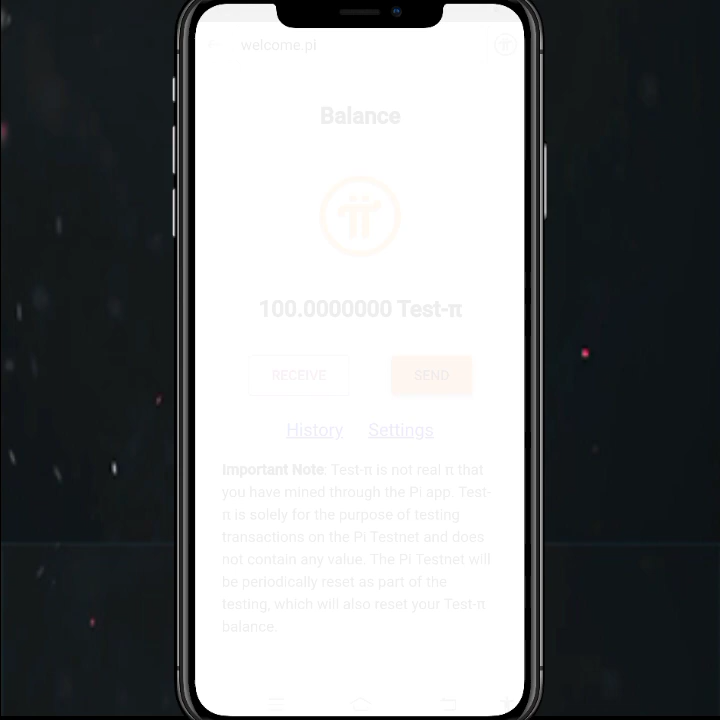 welcome.pi
Balance
100.0000000 Test-π
RECEIVE
SEND
History
Settings
Important Note: Test-π is not real π that
you have mined through the Pi app. Test-
π is solely for the purpose of testing
transactions on the Pi Testnet and does
not contain any value. The Pi Testnet will
be periodically reset as part of the
testing, which will also reset your Test-π
balance.